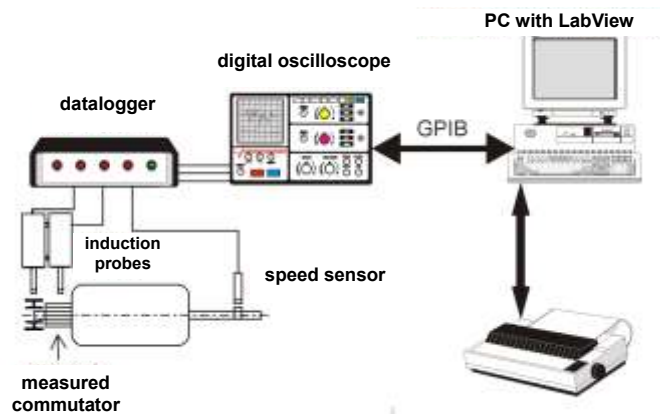 PC with LabView
digital oscilloscope
datalogger
GPIB
induction
probes
speed sensor
measured
commutator